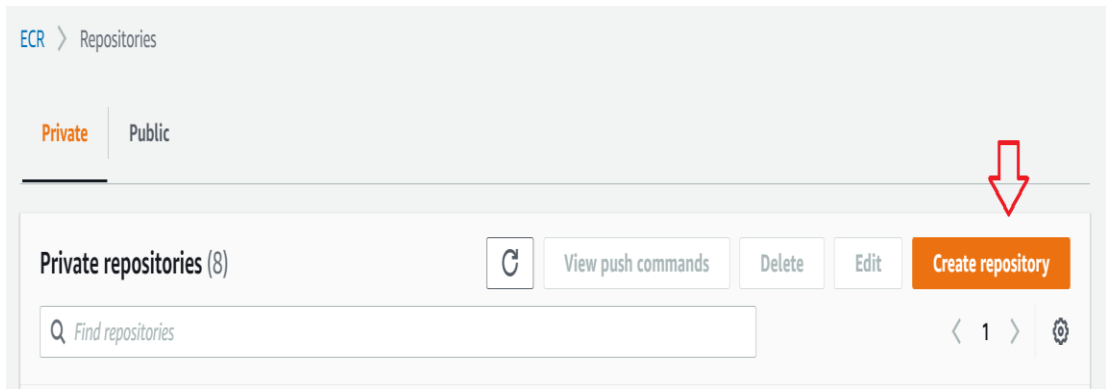 ECR > Repositories
Private Public
Private repositories (8) View push commands Delete Edit Create repository
Find repositories < 1 >